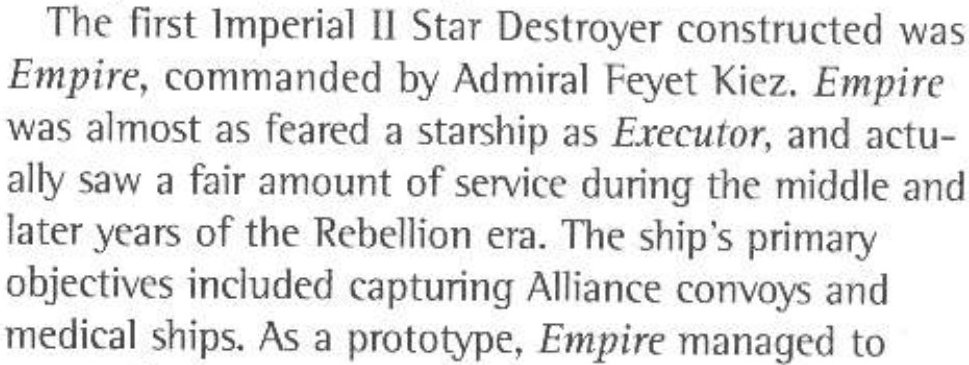 The first Imperial II Star Destroyer constructed was
Empire, commanded by Admiral Feyet Kiez. Empire
was almost as feared a starship as Executor, and actu-
ally saw a fair amount of service during the middle and
later years of the Rebellion era. The ship's primary
objectives included capturing Alliance convoys and
medical ships. As a prototype, Empire managed to